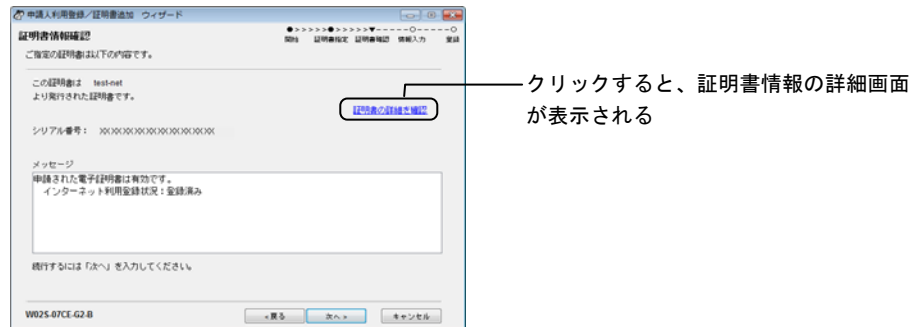 申請人利用登録/証明書追加 ウィザード
証明書情報確認
●>>>>>●>>>>>▼-----○-----○
開始 証明書指定 証明書確認 情報入力 登録
ご指定の証明書は以下の内容です。
この証明書は test-net
より発行された証明書です。
証明書の詳細を確認
クリックすると、証明書情報の詳細画面
が表示される
シリアル番号:
メッセージ
申請された電子証明書は有効です。
インターネット利用登録状況:登録済み
続行するには「次へ」を入力してください。
W02S-07CE-G2-B
<戻る 次へ> キャンセル